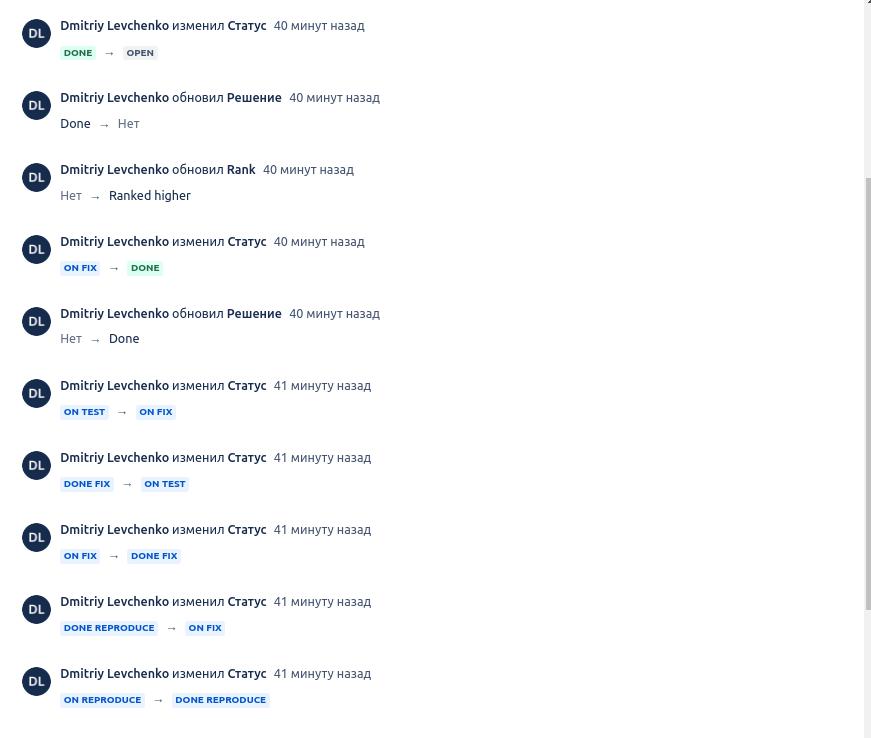 DL Dmitriy Levchenko изменил Статус 40 минут назад
DONE → OPEN
DL Dmitriy Levchenko обновил Решение 40 минут назад
Done → Нет
DL Dmitriy Levchenko обновил Rank 40 минут назад
Нет → Ranked higher
DL Dmitriy Levchenko изменил Статус 40 минут назад
ON FIX → DONE
DL Dmitriy Levchenko обновил Решение 40 минут назад
Нет → Done
DL Dmitriy Levchenko изменил Статус 41 минуту назад
ON TEST → ON FIX
DL Dmitriy Levchenko изменил Статус 41 минуту назад
DONE FIX → ON TEST
DL Dmitriy Levchenko изменил Статус 41 минуту назад
ON FIX → DONE FIX
DL Dmitriy Levchenko изменил Статус 41 минуту назад
DONE REPRODUCE → ON FIX
DL Dmitriy Levchenko изменил Статус 41 минуту назад
ON REPRODUCE → DONE REPRODUCE